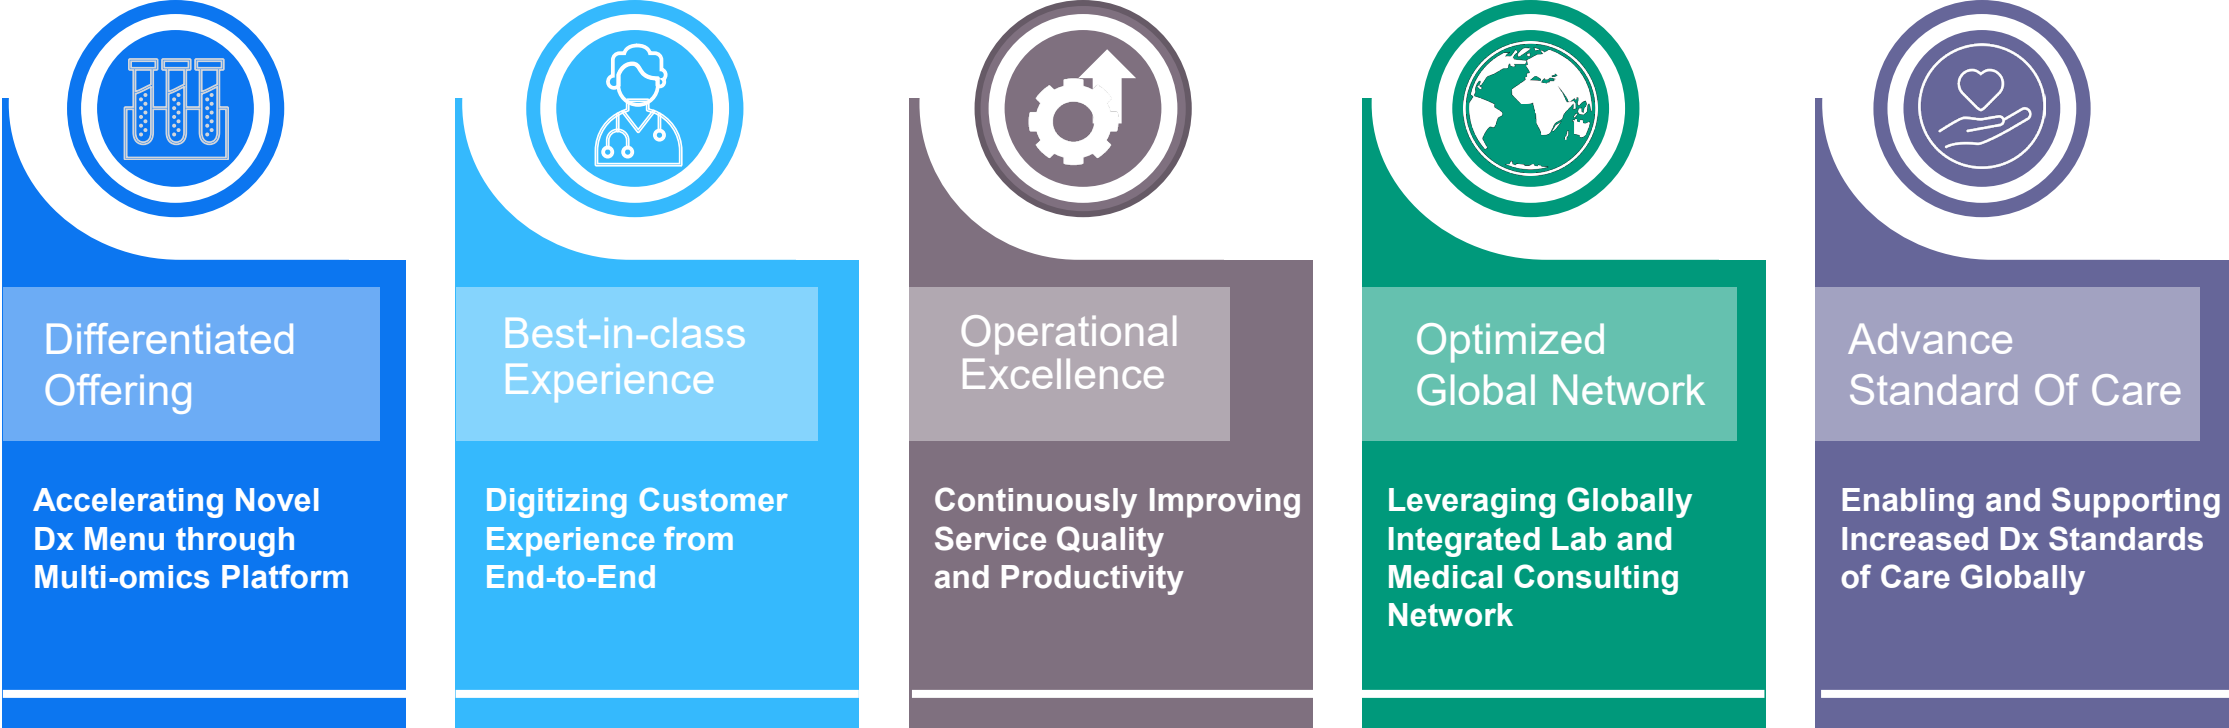 Differentiated
Offering
Accelerating Novel
Dx Menu through
Multi-omics Platform
Best-in-class
Experience
Digitizing Customer
Experience from
End-to-End
Operational
Excellence
Continuously Improving
Service Quality
and Productivity
Optimized
Global Network
Leveraging Globally
Integrated Lab and
Medical Consulting
Network
Advance
Standard Of Care
Enabling and Supporting
Increased Dx Standards
of Care Globally